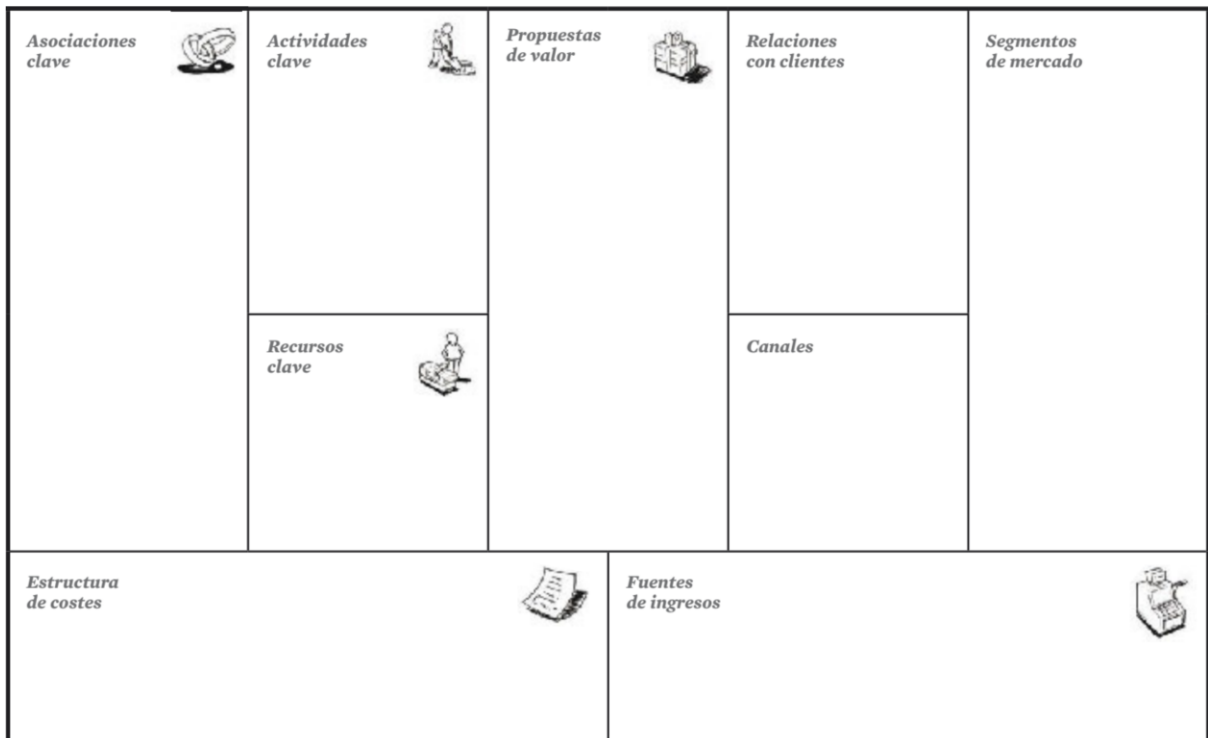 Asociaciones
clave
Actividades
clave
Propuestas
de valor
Relaciones
con clientes
Segmentos
de mercado
Recursos
clave
Canales
Estructura
de costes
Fuentes
de ingresos